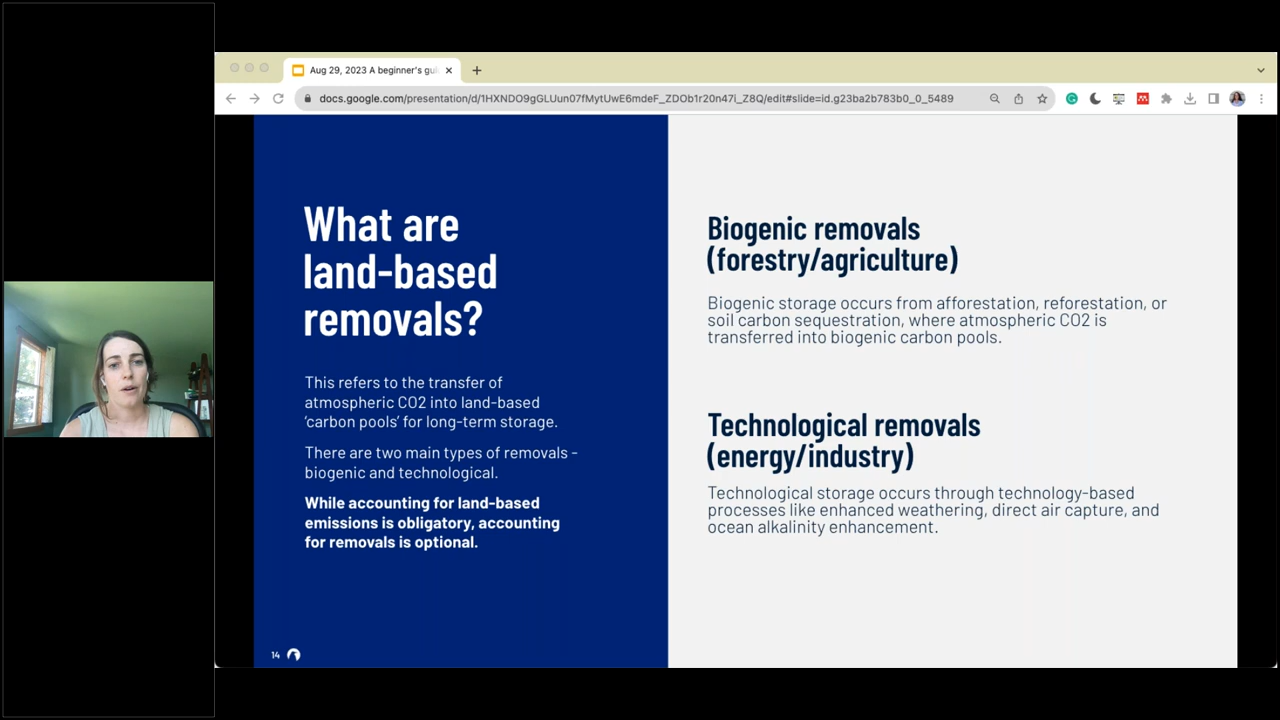 Aug 29, 2023 A beginner's gui
docs.google.com/presentation/d/1HXNDO9gGLUun07fMytUwE6mdeF_ZDOb1r20n47i_Z8Q/edit#slide=id.g23ba2b783b0_0_5489
What are
land-based
removals?
This refers to the transfer of
atmospheric CO2 into land-based
‘carbon pools’ for long-term storage.
There are two main types of removals -
biogenic and technological.
While accounting for land-based
emissions is obligatory, accounting
for removals is optional.
14
Biogenic removals
(forestry/agriculture)
Biogenic storage occurs from afforestation, reforestation, or
soil carbon sequestration, where atmospheric CO2 is
transferred into biogenic carbon pools.
Technological removals
(energy/industry)
Technological storage occurs through technology-based
processes like enhanced weathering, direct air capture, and
ocean alkalinity enhancement.